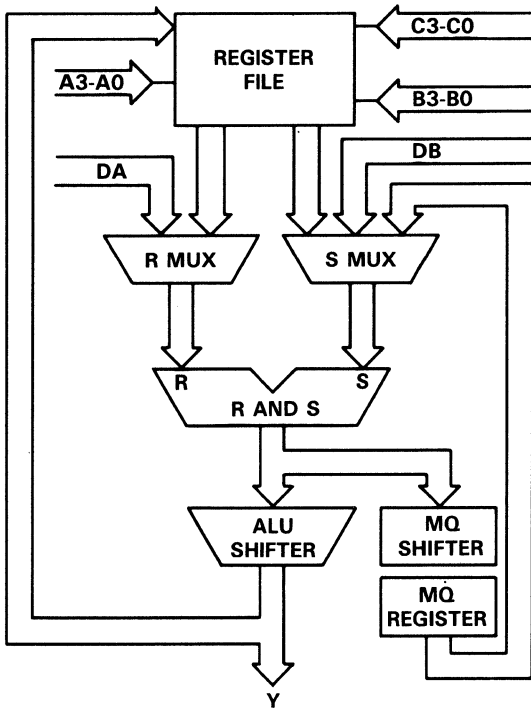 C3-C0
REGISTER
FILE
A3-A0
B3-B0
DB
DA
R MUX
S MUX
R
S
R AND S
ALU
SHIFTER
MQ
SHIFTER
MQ
REGISTER
Y